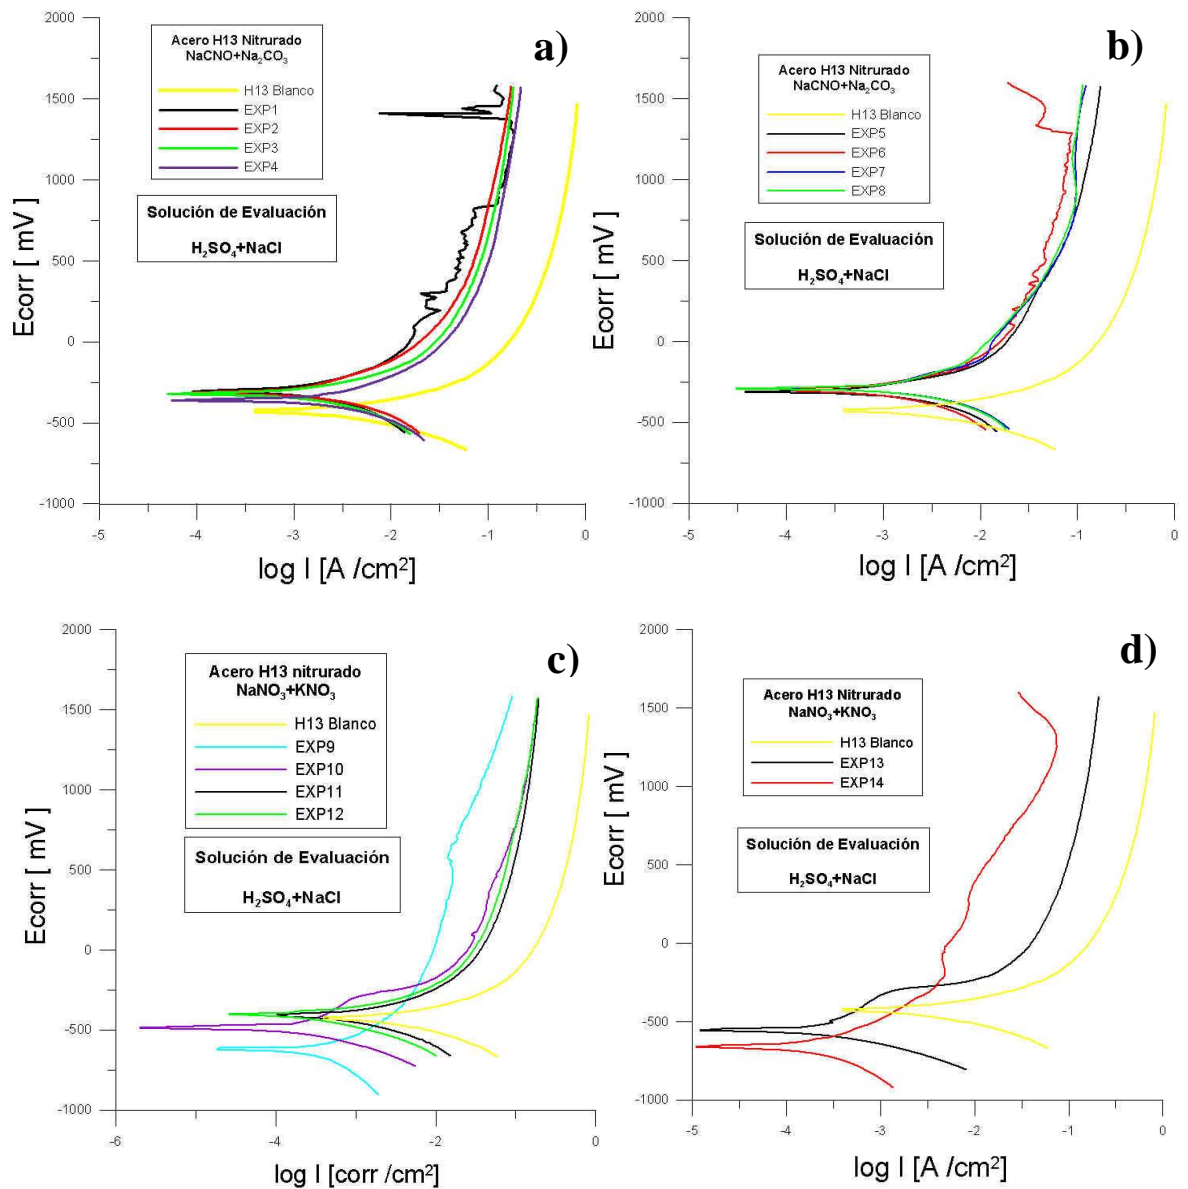 a)
Acero H13 Nitrurado
NaCNO+Na₂CO₃
H13 Blanco
EXP1
EXP2
EXP3
EXP4
Solución de Evaluación
H₂SO₄+NaCl
Ecorr [ mV ]
2000
1500
1000
500
0
-500
-1000
-5
-4
-3
-2
-1
0
log I [A /cm²]
b)
Acero H13 Nitrurado
NaCNO+Na₂CO₃
H13 Blanco
EXP5
EXP6
EXP7
EXP8
Solución de Evaluación
H₂SO₄+NaCl
Ecorr [ mV ]
2000
1500
1000
500
0
-500
-1000
-5
-4
-3
-2
-1
0
log I [A /cm²]
c)
Acero H13 nitrurado
NaNO₃+KNO₃
H13 Blanco
EXP9
EXP10
EXP11
EXP12
Solución de Evaluación
H₂SO₄+NaCl
Ecorr [ mV ]
2000
1500
1000
500
0
-500
-1000
-6
-4
-2
0
log I [corr /cm²]
d)
Acero H13 Nitrurado
NaNO₃+KNO₃
H13 Blanco
EXP13
EXP14
Solución de Evaluación
H₂SO₄+NaCl
Ecorr [ mV ]
2000
1500
1000
500
0
-500
-1000
-5
-4
-3
-2
-1
0
log I [A /cm²]